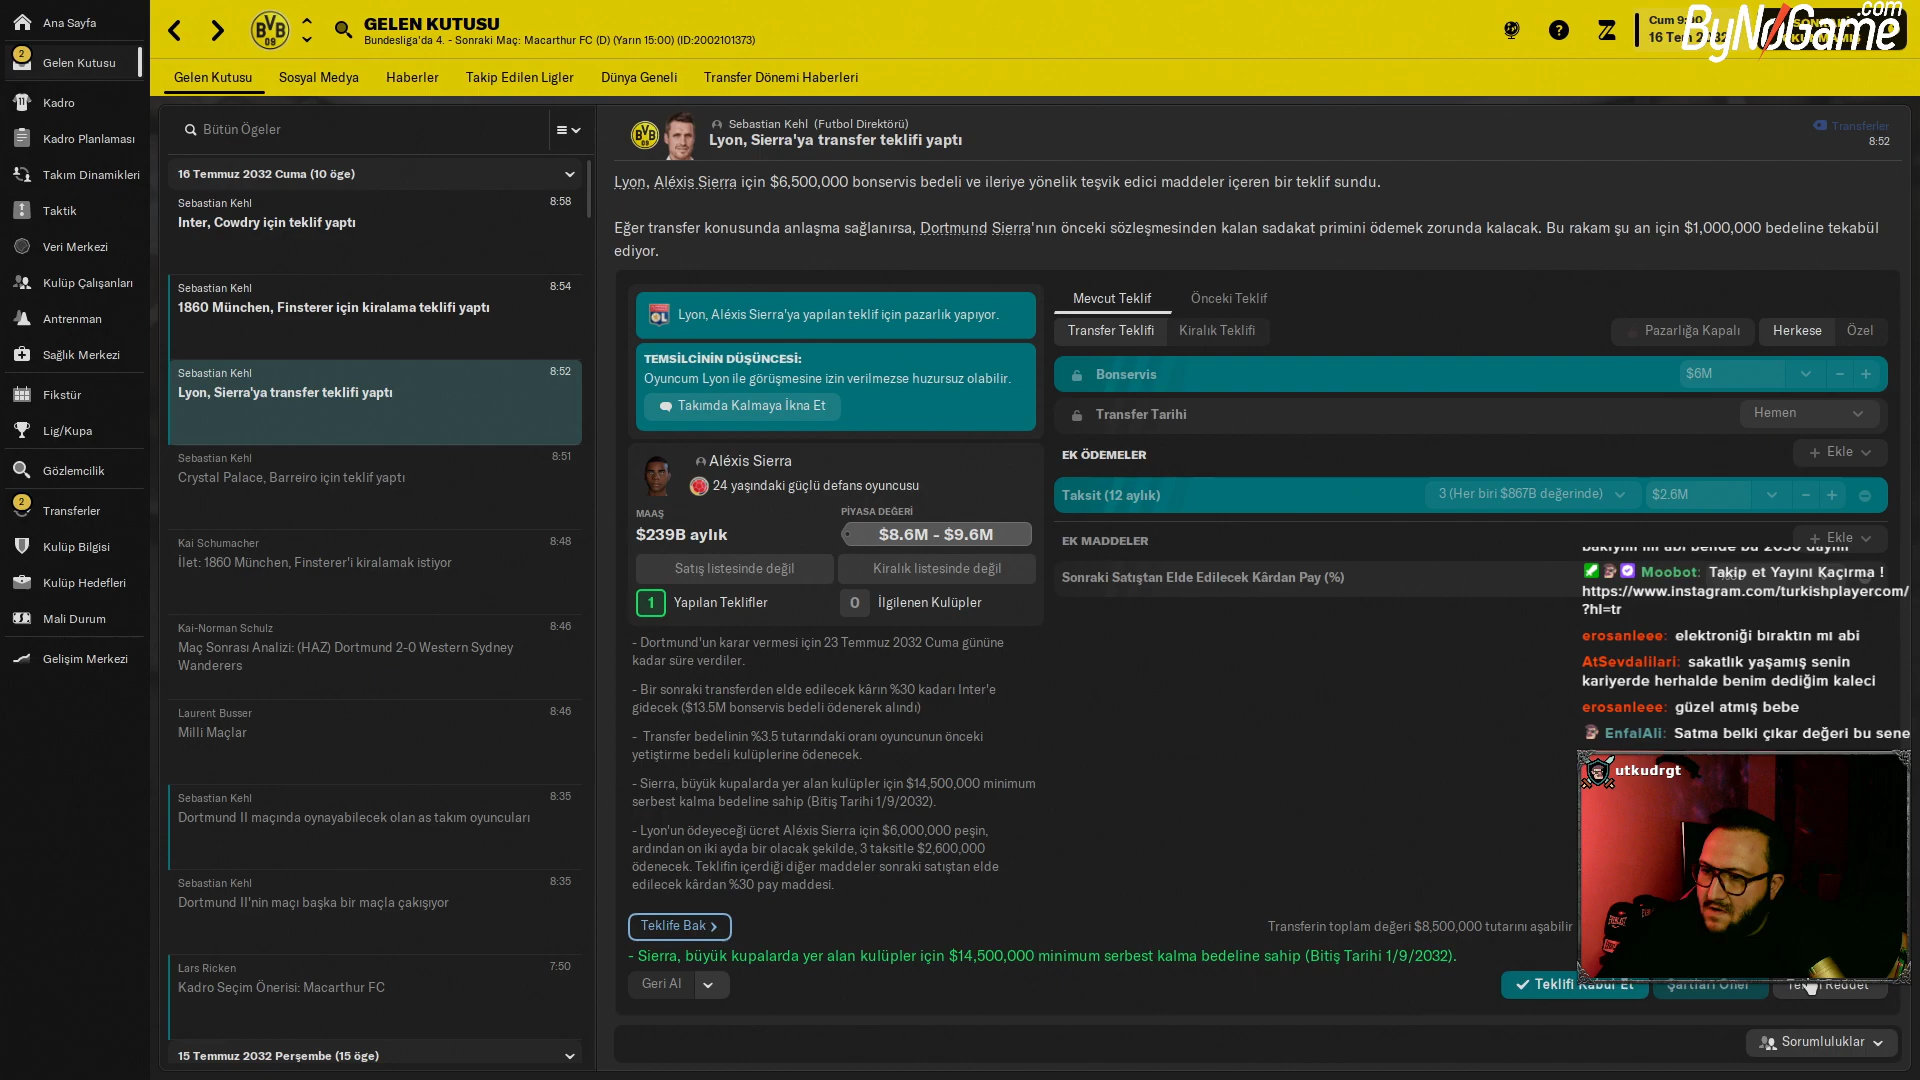 Ana Sayfa
2
Gelen Kutusu
Kadro
Kadro Planlaması
Takım Dinamikleri
Taktik
Veri Merkezi
Kulüp Çalışanları
Antrenman
Sağlık Merkezi
Fikstür
Lig/Kupa
Gözlemcilik
2
Transferler
Kulüp Bilgisi
Kulüp Hedefleri
Mali Durum
Gelişim Merkezi
BVB 09
GELEN KUTUSU
Bundesliga'da 4. - Sonraki Maç: Macarthur FC (D) (Yarın 15:00) (ID:2002101373)
Cum 9:00
16 Tem 2032
ByNoGame.com
Gelen Kutusu
Sosyal Medya
Haberler
Takip Edilen Ligler
Dünya Geneli
Transfer Dönemi Haberleri
Bütün Ögeler
16 Temmuz 2032 Cuma (10 öge)
Sebastian Kehl 8:58
Inter, Cowdry için teklif yaptı
Sebastian Kehl 8:54
1860 München, Finsterer için kiralama teklifi yaptı
Sebastian Kehl 8:52
Lyon, Sierra'ya transfer teklifi yaptı
Sebastian Kehl 8:51
Crystal Palace, Barreiro için teklif yaptı
Kai Schumacher 8:48
İlet: 1860 München, Finsterer'i kiralamak istiyor
Kai-Norman Schulz 8:46
Maç Sonrası Analizi: (HAZ) Dortmund 2-0 Western Sydney
Wanderers
Laurent Busser 8:46
Milli Maçlar
Sebastian Kehl 8:35
Dortmund II maçında oynayabilecek olan as takım oyuncuları
Sebastian Kehl 8:35
Dortmund II'nin maçı başka bir maçla çakışıyor
Lars Ricken 7:50
Kadro Seçim Önerisi: Macarthur FC
15 Temmuz 2032 Perşembe (15 öge)
Sebastian Kehl (Futbol Direktörü)
Lyon, Sierra'ya transfer teklifi yaptı
Transferler
8:52
Lyon, Aléxis Sierra için $6,500,000 bonservis bedeli ve ileriye yönelik teşvik edici maddeler içeren bir teklif sundu.
Eğer transfer konusunda anlaşma sağlanırsa, Dortmund Sierra'nın önceki sözleşmesinden kalan sadakat primini ödemek zorunda kalacak. Bu rakam şu an için $1,000,000 bedeline tekabül
ediyor.
Lyon, Aléxis Sierra'ya yapılan teklif için pazarlık yapıyor.
TEMSİLCİNİN DÜŞÜNCESİ:
Oyuncum Lyon ile görüşmesine izin verilmezse huzursuz olabilir.
Takımda Kalmaya İkna Et
Aléxis Sierra
24 yaşındaki güçlü defans oyuncusu
MAAŞ
$239B aylık
PİYASA DEĞERİ
$8.6M - $9.6M
Satış listesinde değil
Kiralık listesinde değil
1 Yapılan Teklifler
0 İlgilenen Kulüpler
- Dortmund'un karar vermesi için 23 Temmuz 2032 Cuma gününe
kadar süre verdiler.
- Bir sonraki transferden elde edilecek kârın %30 kadarı Inter'e
gidecek ($13.5M bonservis bedeli ödenerek alındı)
- Transfer bedelinin %3.5 tutarındaki oranı oyuncunun önceki
yetiştirme bedeli kulüplerine ödenecek.
- Sierra, büyük kupalarda yer alan kulüpler için $14,500,000 minimum
serbest kalma bedeline sahip (Bitiş Tarihi 1/9/2032).
- Lyon'un ödeyeceği ücret Aléxis Sierra için $6,000,000 peşin,
ardından on iki ayda bir olacak şekilde, 3 taksitle $2,600,000
ödenecek. Teklifin içerdiği diğer maddeler sonraki satıştan elde
edilecek kârdan %30 pay maddesi.
Teklife Bak
- Sierra, büyük kupalarda yer alan kulüpler için $14,500,000 minimum serbest kalma bedeline sahip (Bitiş Tarihi 1/9/2032).
Geri Al
Mevcut Teklif
Önceki Teklif
Transfer Teklifi
Kiralık Teklifi
Pazarlığa Kapalı
Herkese
Özel
Bonservis $6M
Transfer Tarihi Hemen
EK ÖDEMELER Ekle
Taksit (12 aylık) 3 (Her biri $867B değerinde) $2.6M
EK MADDELER Ekle
Sonraki Satıştan Elde Edilecek Kârdan Pay (%)
Moobot: Takip et Yayını Kaçırma !
https://www.instagram.com/turkishplayercom/
?hl=tr
erosanleee: elektroniği bıraktın mı abi
AtSevdalilari: sakatlık yaşamış senin
kariyerde herhalde benim dediğim kaleci
erosanleee: güzel atmış bebe
EnfalAli: Satma belki çıkar değeri bu sene
utkudrgt
Transferin toplam değeri $8,500,000 tutarını aşabilir
Teklifi Kabul Et
Şartları Öner
Reddet
Sorumluluklar